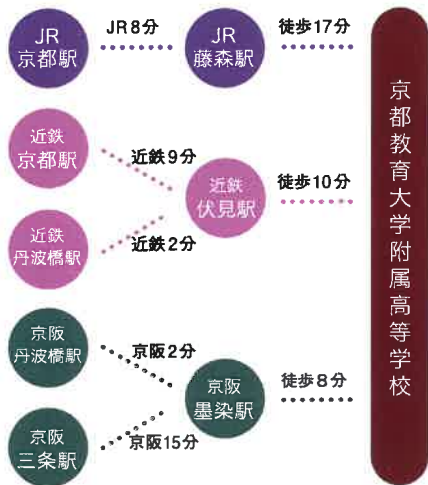 JR
京都駅
JR8分
JR
藤森駅
徒歩17分
近鉄
京都駅
近鉄9分
近鉄
伏見駅
徒歩10分
近鉄
丹波橋駅
近鉄2分
京阪
丹波橋駅
京阪2分
京阪
墨染駅
徒歩8分
京阪
三条駅
京阪15分
京都教育大学附属高等学校